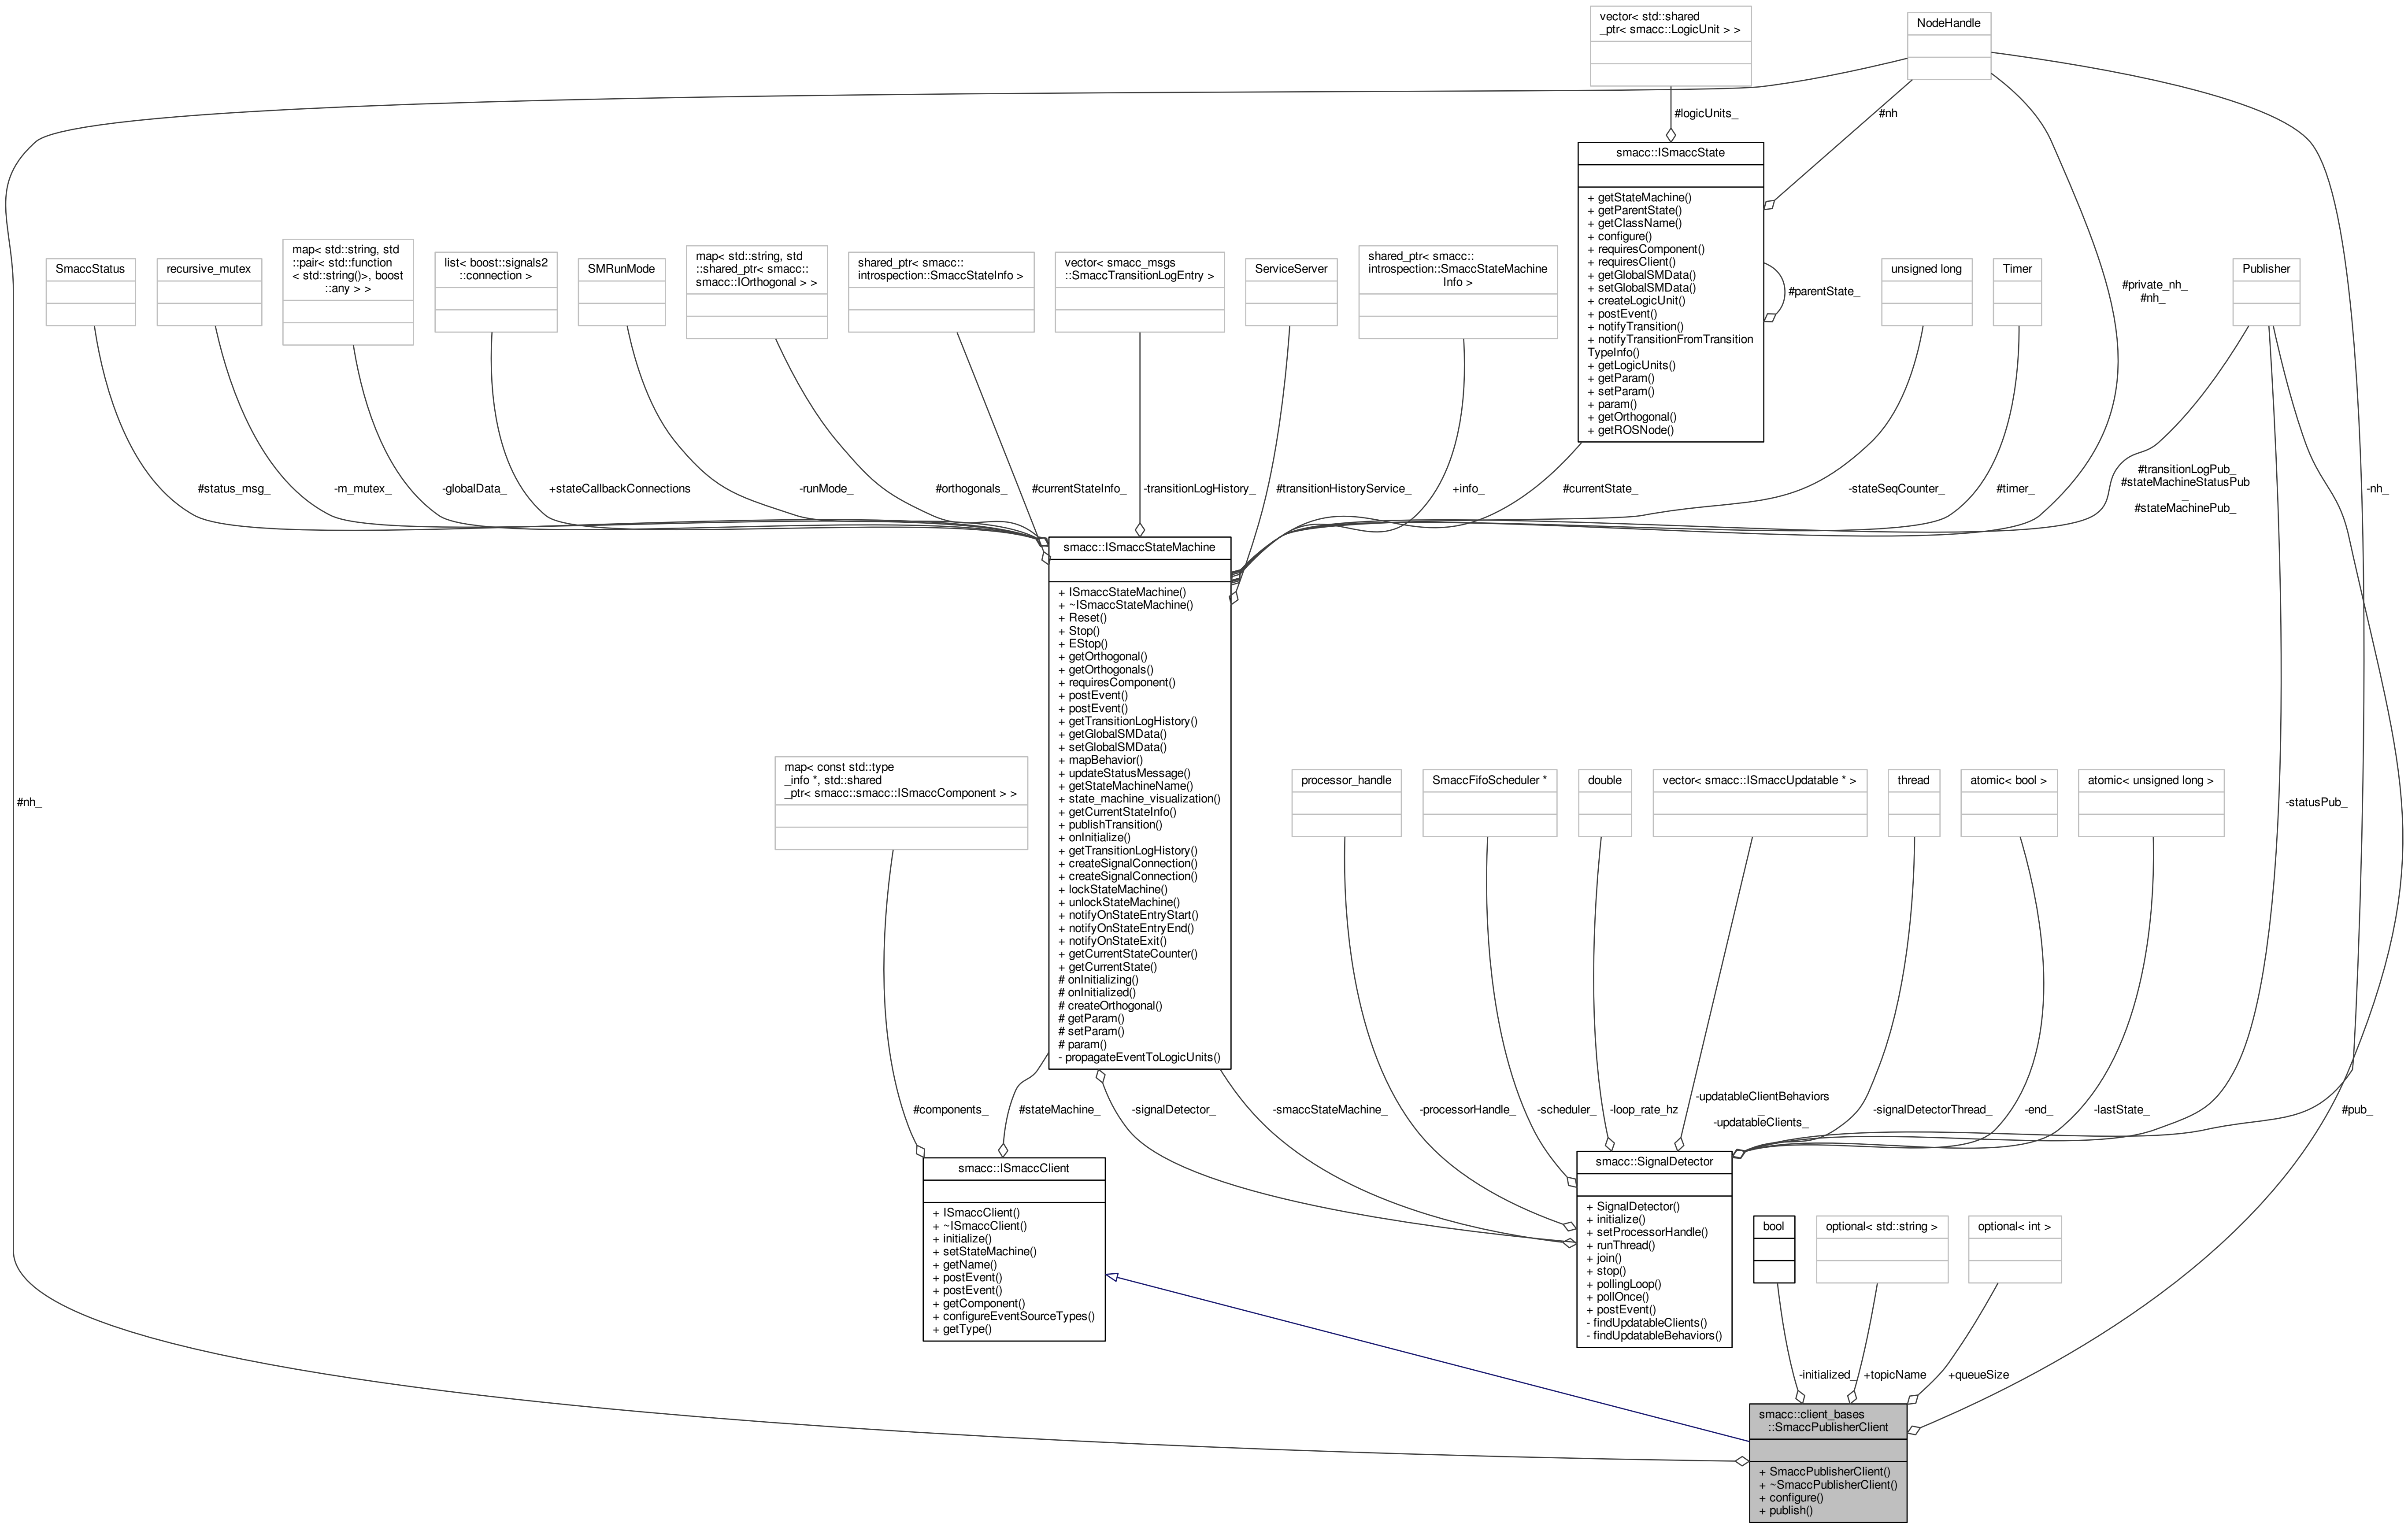 vector< std::shared
_ptr< smacc::LogicUnit > >
NodeHandle
#logicUnits_
#nh
smacc::ISmaccState
+ getStateMachine()
+ getParentState()
+ getClassName()
+ configure()
+ requiresComponent()
+ requiresClient()
+ getGlobalSMData()
+ setGlobalSMData()
+ createLogicUnit()
+ postEvent()
+ notifyTransition()
+ notifyTransitionFromTransition
TypeInfo()
+ getLogicUnits()
+ getParam()
+ setParam()
+ param()
+ getOrthogonal()
+ getROSNode()
#parentState_
SmaccStatus
recursive_mutex
map< std::string, std
::pair< std::function
< std::string()>, boost
::any > >
list< boost::signals2
::connection >
SMRunMode
map< std::string, std
::shared_ptr< smacc::
smacc::IOrthogonal > >
shared_ptr< smacc::
introspection::SmaccStateInfo >
vector< smacc_msgs
::SmaccTransitionLogEntry >
ServiceServer
shared_ptr< smacc::
introspection::SmaccStateMachine
Info >
unsigned long
Timer
#private_nh_
#nh_
Publisher
#status_msg_
-m_mutex_
-globalData_
+stateCallbackConnections
-runMode_
#orthogonals_
#currentStateInfo_
-transitionLogHistory_
#transitionHistoryService_
+info_
#currentState_
-stateSeqCounter_
#timer_
#transitionLogPub_
#stateMachineStatusPub
_
#stateMachinePub_
-nh_
smacc::ISmaccStateMachine
+ ISmaccStateMachine()
+ ~ISmaccStateMachine()
+ Reset()
+ Stop()
+ EStop()
+ getOrthogonal()
+ getOrthogonals()
+ requiresComponent()
+ postEvent()
+ postEvent()
+ getTransitionLogHistory()
+ getGlobalSMData()
+ setGlobalSMData()
+ mapBehavior()
+ updateStatusMessage()
+ getStateMachineName()
+ state_machine_visualization()
+ getCurrentStateInfo()
+ publishTransition()
+ onInitialize()
+ getTransitionLogHistory()
+ createSignalConnection()
+ createSignalConnection()
+ lockStateMachine()
+ unlockStateMachine()
+ notifyOnStateEntryStart()
+ notifyOnStateEntryEnd()
+ notifyOnStateExit()
+ getCurrentStateCounter()
+ getCurrentState()
# onInitializing()
# onInitialized()
# createOrthogonal()
# getParam()
# setParam()
# param()
- propagateEventToLogicUnits()
map< const std::type
_info *, std::shared
_ptr< smacc::smacc::ISmaccComponent > >
processor_handle
SmaccFifoScheduler *
double
vector< smacc::ISmaccUpdatable * >
thread
atomic< bool >
atomic< unsigned long >
#nh_
-statusPub_
#components_
#stateMachine_
-signalDetector_
-smaccStateMachine_
-processorHandle_
-scheduler_
-loop_rate_hz
-updatableClientBehaviors
_
-updatableClients_
-signalDetectorThread_
-end_
-lastState_
#pub_
smacc::ISmaccClient
+ ISmaccClient()
+ ~ISmaccClient()
+ initialize()
+ setStateMachine()
+ getName()
+ postEvent()
+ postEvent()
+ getComponent()
+ configureEventSourceTypes()
+ getType()
smacc::SignalDetector
+ SignalDetector()
+ initialize()
+ setProcessorHandle()
+ runThread()
+ join()
+ stop()
+ pollingLoop()
+ pollOnce()
+ postEvent()
- findUpdatableClients()
- findUpdatableBehaviors()
bool
optional< std::string >
optional< int >
-initialized_
+topicName
+queueSize
smacc::client_bases
::SmaccPublisherClient
+ SmaccPublisherClient()
+ ~SmaccPublisherClient()
+ configure()
+ publish()